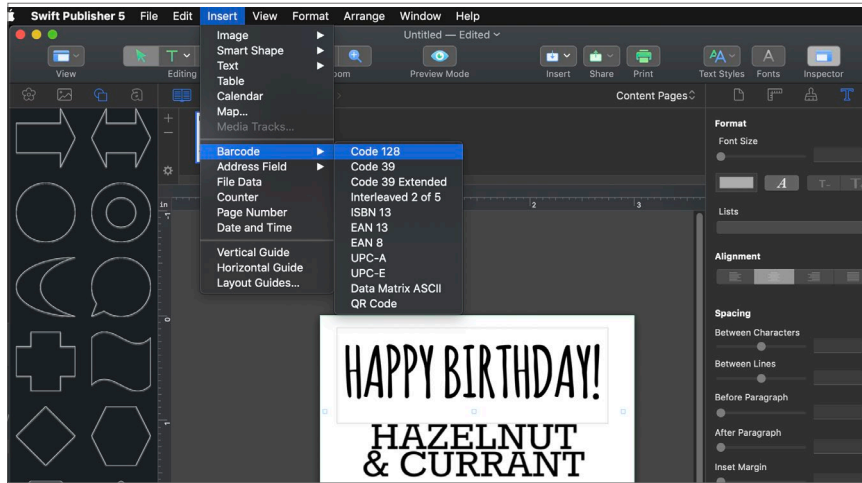 Swift Publisher 5 File Edit Insert View Format Arrange Window Help
Untitled — Edited
View
Editing
Preview Mode
Insert
Share
Print
Text Styles
Fonts
Inspector
Image
Smart Shape
Text
Table
Calendar
Map...
Media Tracks...
Barcode
Address Field
File Data
Counter
Page Number
Date and Time
Vertical Guide
Horizontal Guide
Layout Guides...
Code 128
Code 39
Code 39 Extended
Interleaved 2 of 5
ISBN 13
EAN 13
EAN 8
UPC-A
UPC-E
Data Matrix ASCII
QR Code
Content Pages
in
2
3
0
1
HAPPY BIRTHDAY!
HAZELNUT
& CURRANT
Format
Font Size
Lists
Alignment
Spacing
Between Characters
Between Lines
Before Paragraph
After Paragraph
Inset Margin